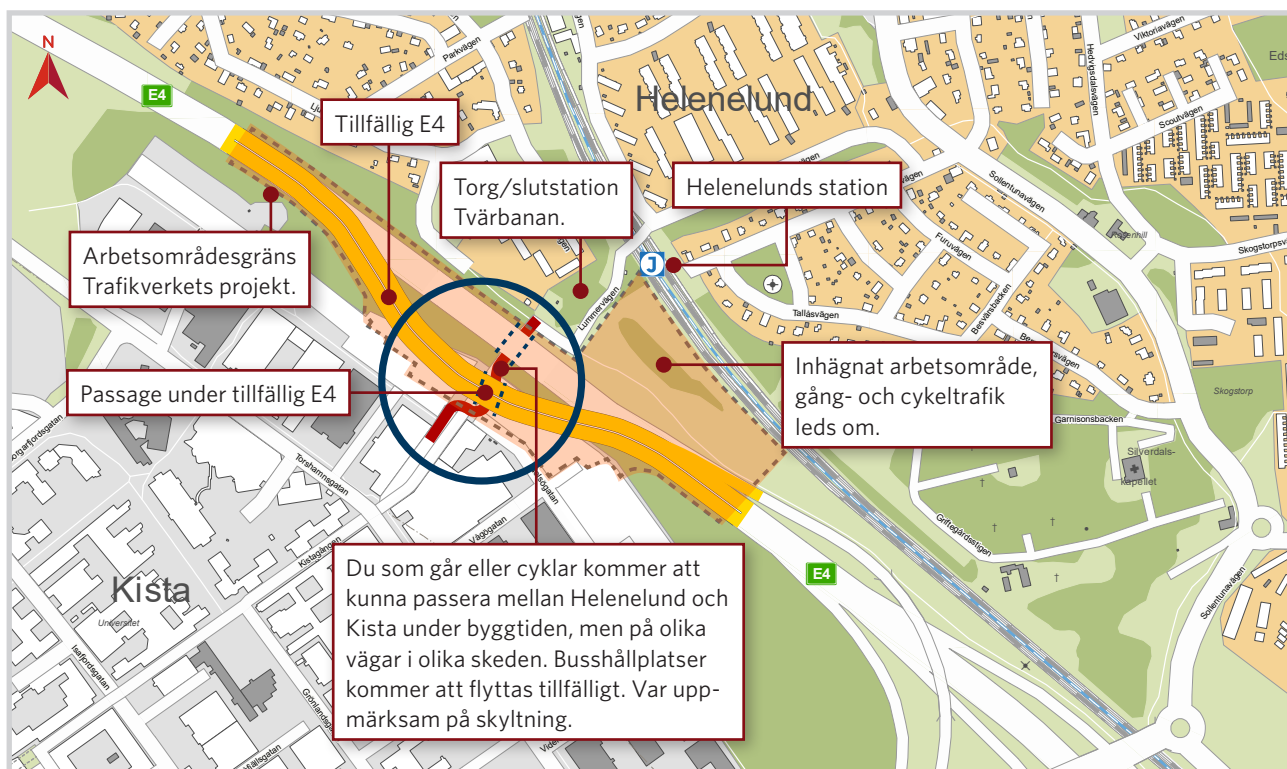 N
E4
Helenelund
Parkvägen
Viktoriavägen
Scoutvägen
Tillfällig E4
Torg/slutstation
Tvärbanan.
Helenelunds station
Sollentunavägen
Skogstorpsv
Arbetsområdesgräns
Trafikverkets projekt.
J
Furuvägen
Lummervägen
Tallåsvägen
Besvärsbacken
Passage under tillfällig E4
Inhägnat arbetsområde,
gång- och cykeltrafik
leds om.
Skogstorp
Garnisonsbacken
Silverdals-
kapellet
Torshamnsgatan
Griftegårdsstigen
Kistagången
Vågögatan
E4
Sollentunavägen
Kista
Universitet
Isafjordsgatan
Grönlandsg
Du som går eller cyklar kommer att
kunna passera mellan Helenelund och
Kista under byggtiden, men på olika
vägar i olika skeden. Busshållplatser
kommer att flyttas tillfälligt. Var upp-
märksam på skyltning.